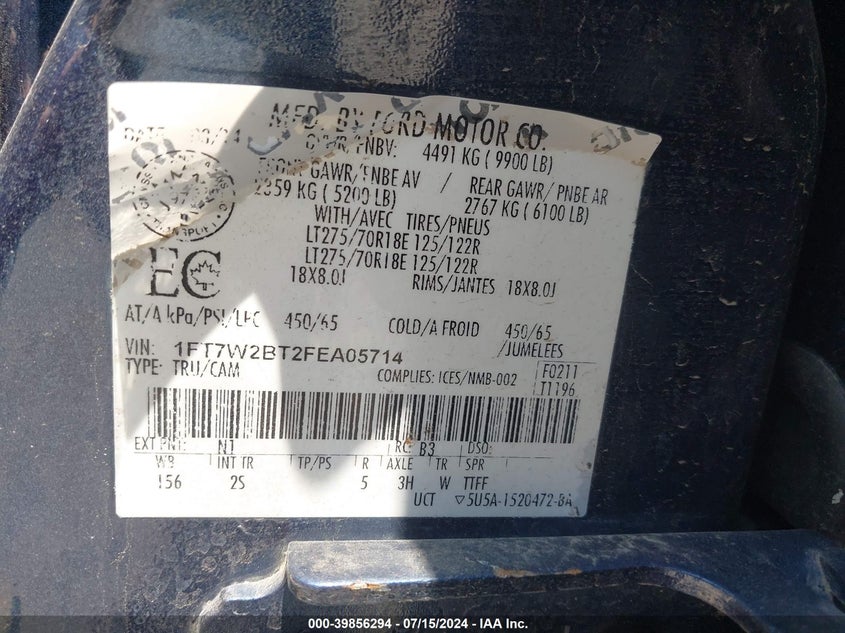 MFD. BY FORD MOTOR CO.
GVWR/PNBV: 4491 KG ( 9900 LB)
GAWR/PNBE AV / REAR GAWR/ PNBE AR
2359 KG ( 5200 LB) 2767 KG ( 6100 LB)
WITH/AVEC TIRES/PNEUS
LT275/70R18E 125/122R
LT275/70R18E 125/122R
18X8.0J RIMS/JANTES 18X8.0J
AT/A kPa/PSI/LPC 450/65 COLD/A FROID 450/65
/JUMELEES
VIN: 1FT7W2BT2FEA05714
TYPE: TRU/CAM COMPLIES: ICES/NMB-002
F0211
LT1196
EXT PNT: N1 RC: B3 DSO:
WB INT TR TP/PS R AXLE TR SPR
156 2S 5 3H W TTFF
UCT ▽5U5A-1520472-BA
000-39856294 - 07/15/2024 - IAA Inc.